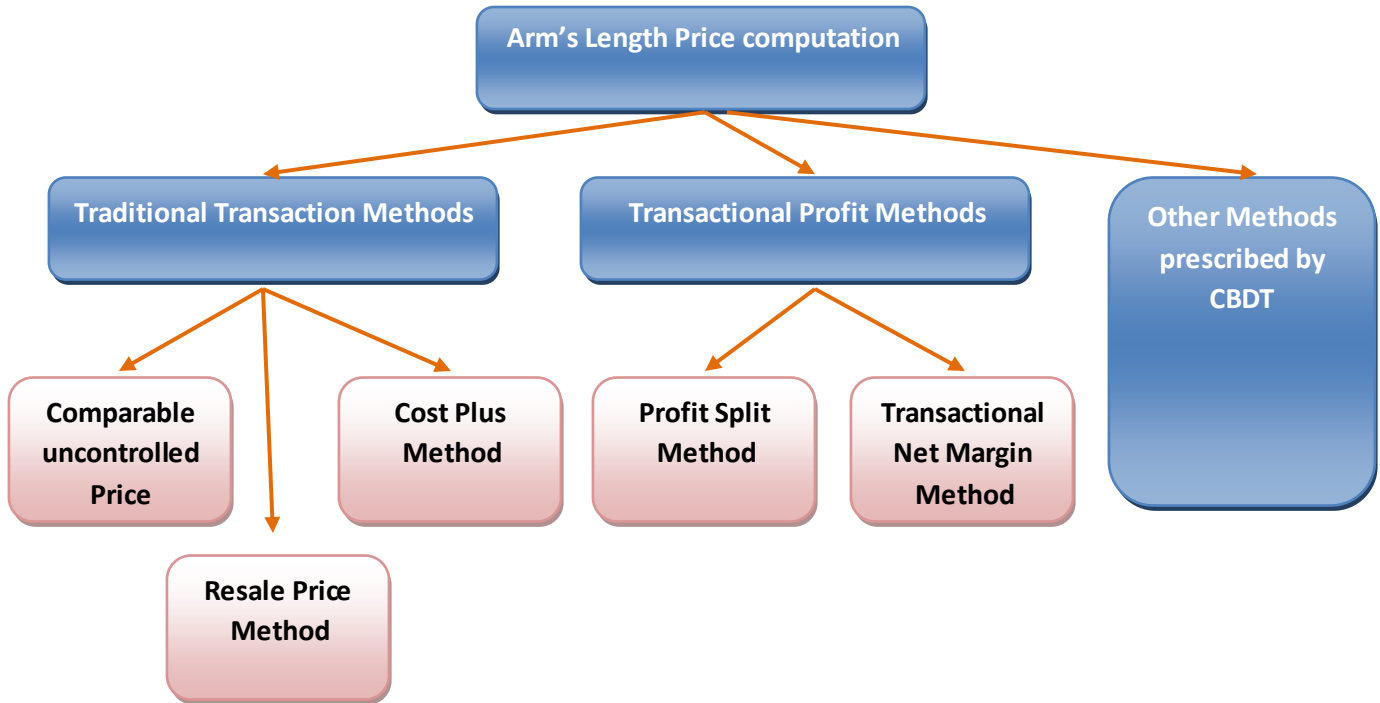 Arm’s Length Price computation
Traditional Transaction Methods
Transactional Profit Methods
Other Methods
prescribed by
CBDT
Comparable
uncontrolled
Price
Cost Plus
Method
Profit Split
Method
Transactional
Net Margin
Method
Resale Price
Method